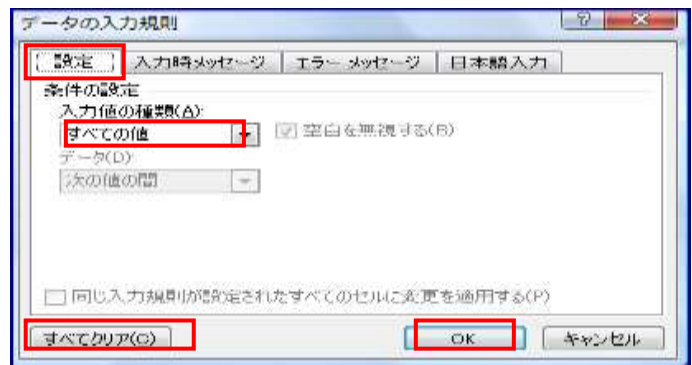 データの入力規則
設定 入力時メッセージ エラー メッセージ 日本語入力
条件の設定
入力値の種類(A):
すべての値 空白を無視する(B)
データ(D):
次の値の間
同じ入力規則が設定されたすべてのセルに変更を適用する(P)
すべてクリア(C) OK キャンセル